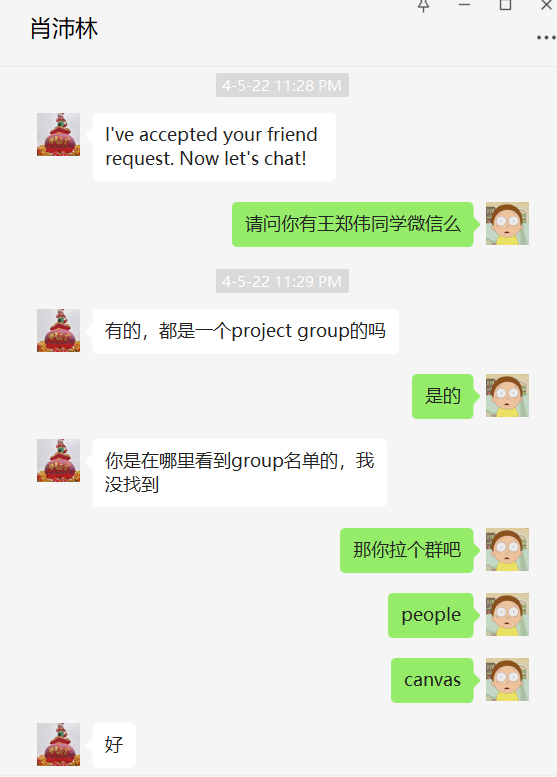 肖沛林
4-5-22 11:28 PM
I've accepted your friend
request. Now let's chat!
请问你有王郑伟同学微信么
4-5-22 11:29 PM
有的，都是一个project group的吗
是的
你是在哪里看到group名单的，我
没找到
那你拉个群吧
people
canvas
好